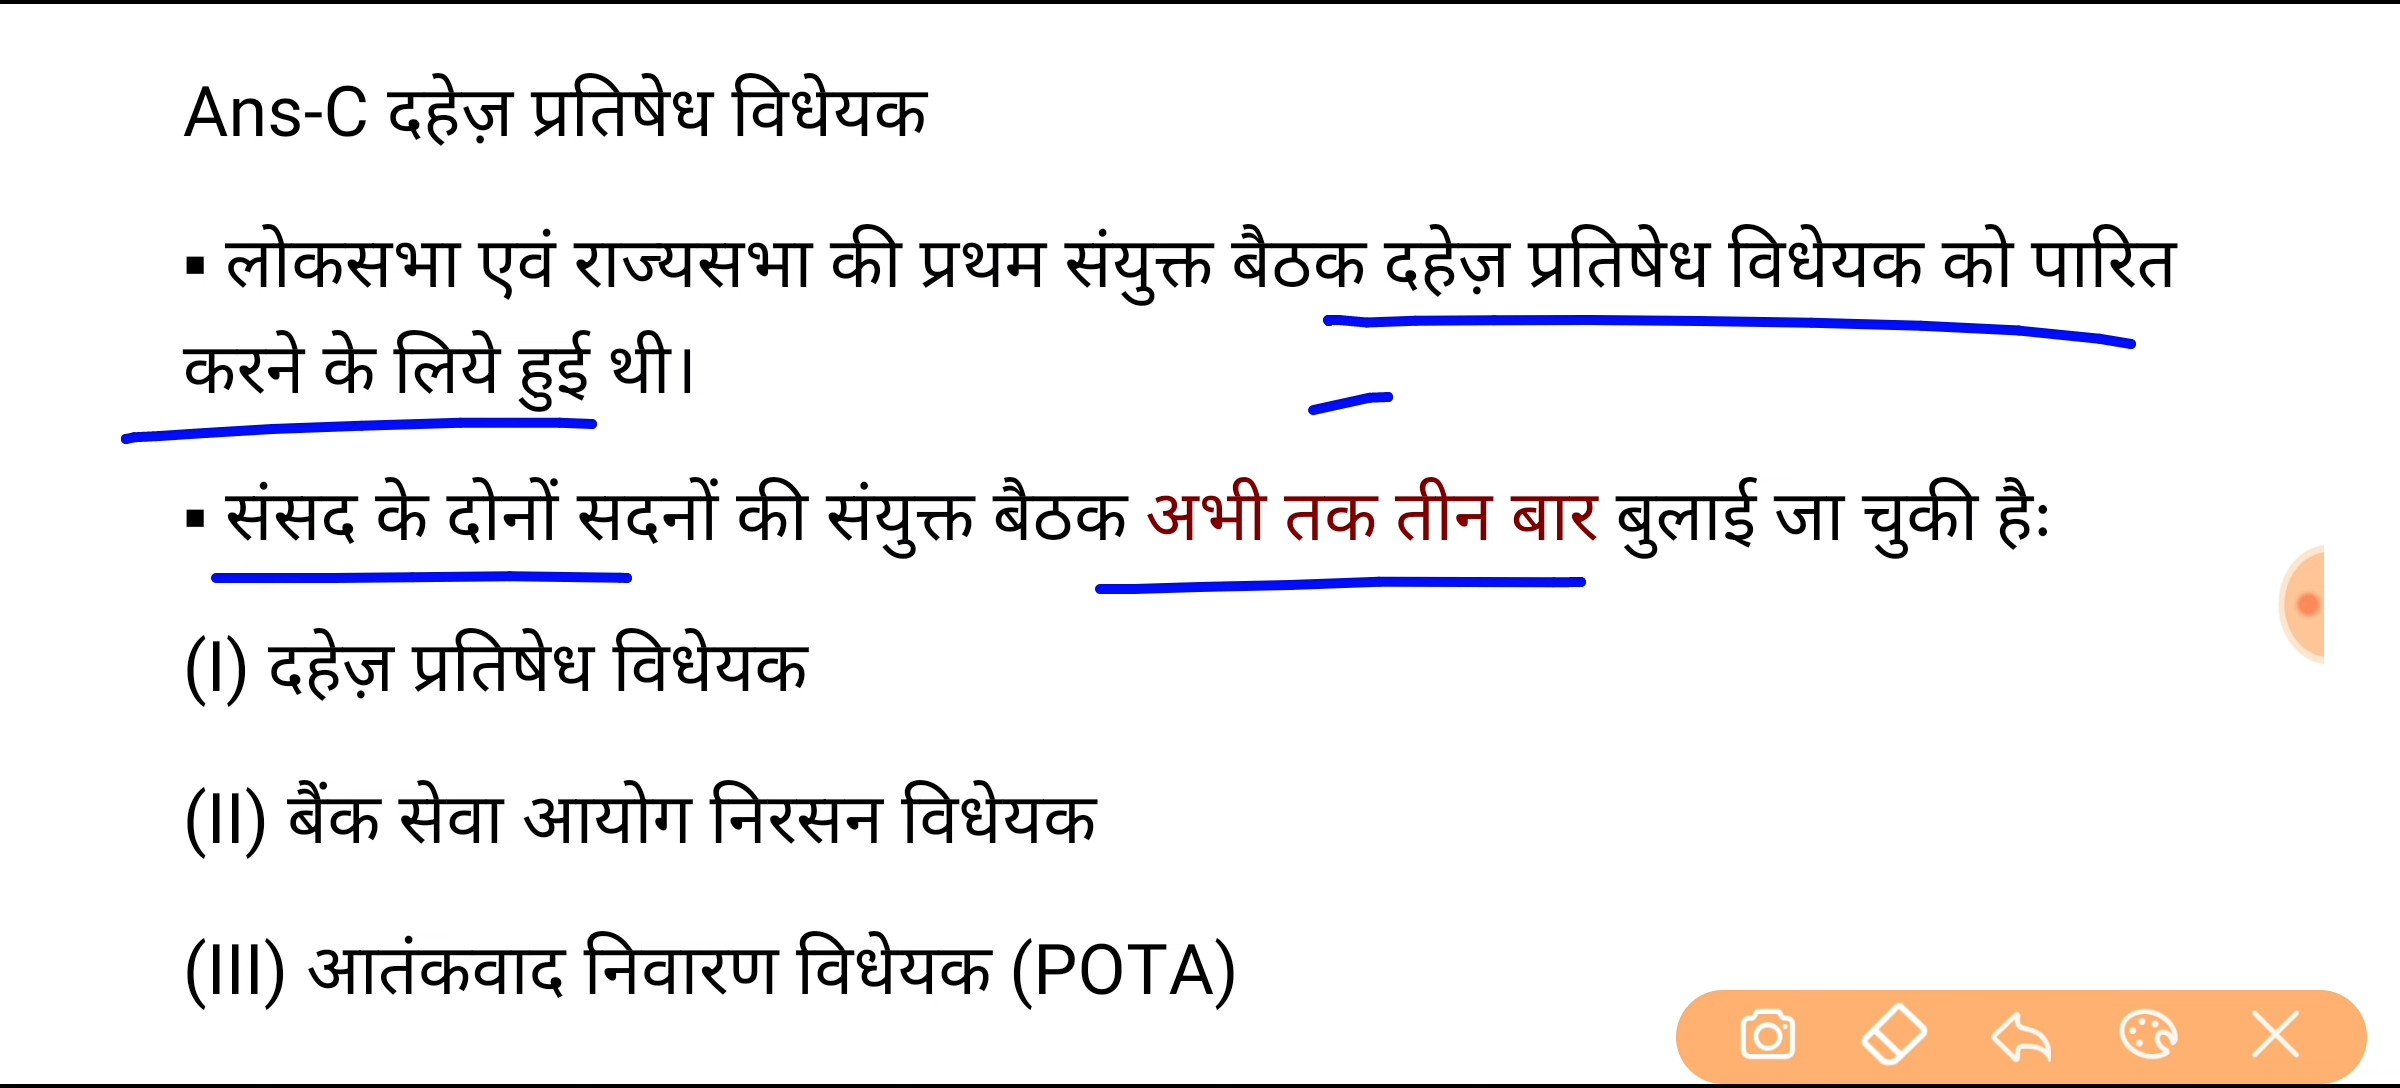 Ans-C दहेज़ प्रतिषेध विधेयक
▪ लोकसभा एवं राज्यसभा की प्रथम संयुक्त बैठक दहेज़ प्रतिषेध विधेयक को पारित
करने के लिये हुई थी।
▪ संसद के दोनों सदनों की संयुक्त बैठक अभी तक तीन बार बुलाई जा चुकी हैः
(I) दहेज़ प्रतिषेध विधेयक
(II) बैंक सेवा आयोग निरसन विधेयक
(III) आतंकवाद निवारण विधेयक (POTA)